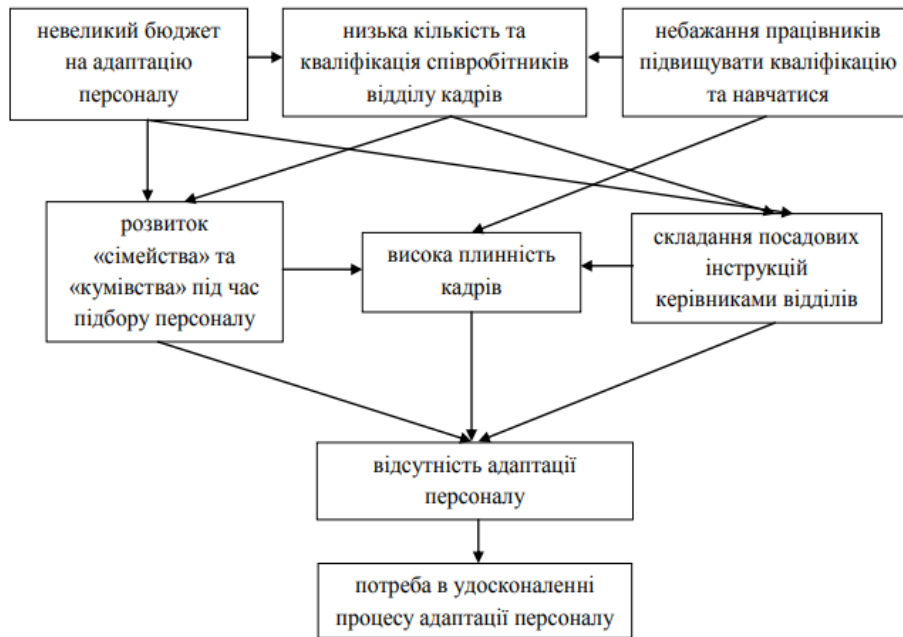 невеликий бюджет
на адаптацію
персоналу
низька кількість та
кваліфікація співробітників
відділу кадрів
небажання працівників
підвищувати кваліфікацію
та навчатися
розвиток
«сімейства» та
«кумівства» під час
підбору персоналу
висока плинність
кадрів
складання посадових
інструкцій
керівниками відділів
відсутність адаптації
персоналу
потреба в удосконаленні
процесу адаптації персоналу